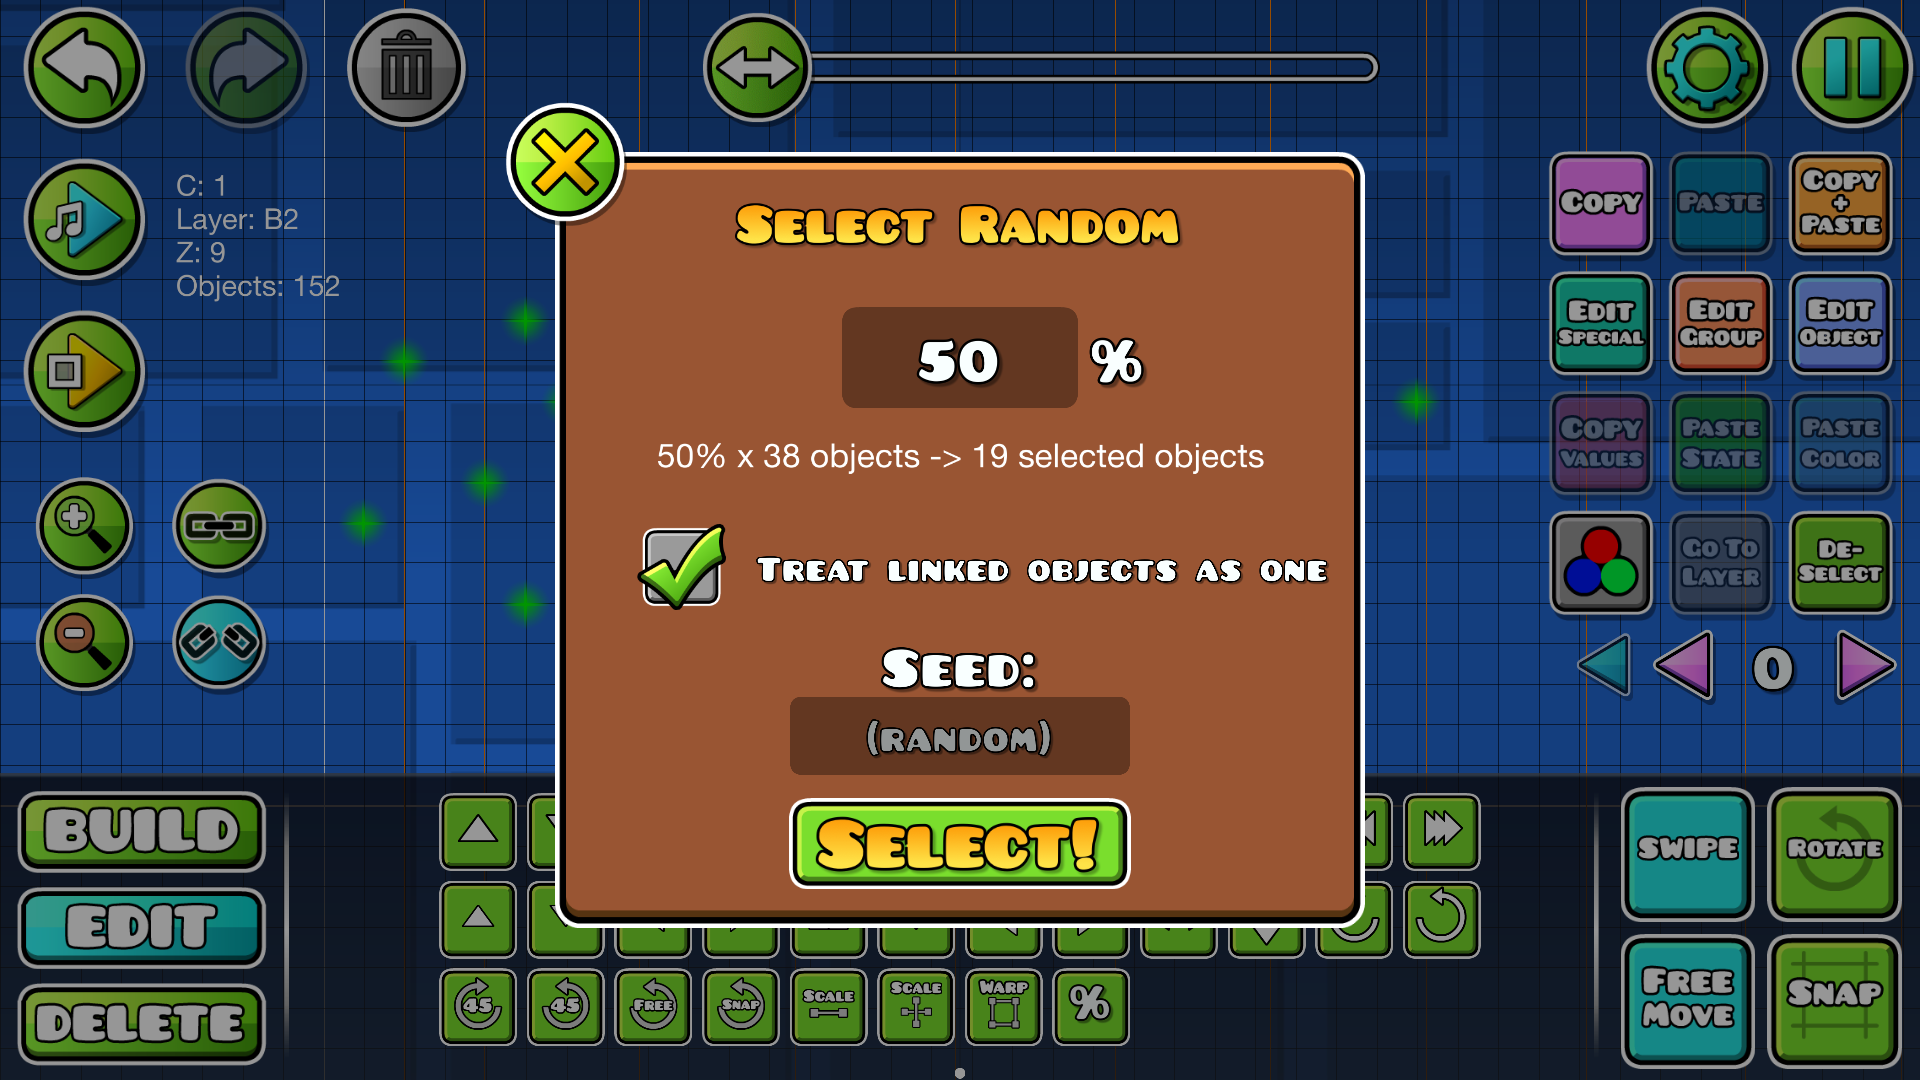 C: 1
Layer: B2
Z: 9
Objects: 152
SELECT RANDOM
50 %
50% x 38 objects -> 19 selected objects
TREAT LINKED OBJECTS AS ONE
SEED:
(RANDOM)
SELECT!
COPY
PASTE
COPY
+
PASTE
EDIT
SPECIAL
EDIT
GROUP
EDIT
OBJECT
COPY
VALUES
PASTE
STATE
PASTE
COLOR
GO TO
LAYER
DE-
SELECT
0
BUILD
EDIT
DELETE
45
45
FREE
SNAP
SCALE
SCALE
WARP
%
SWIPE
ROTATE
FREE
MOVE
SNAP